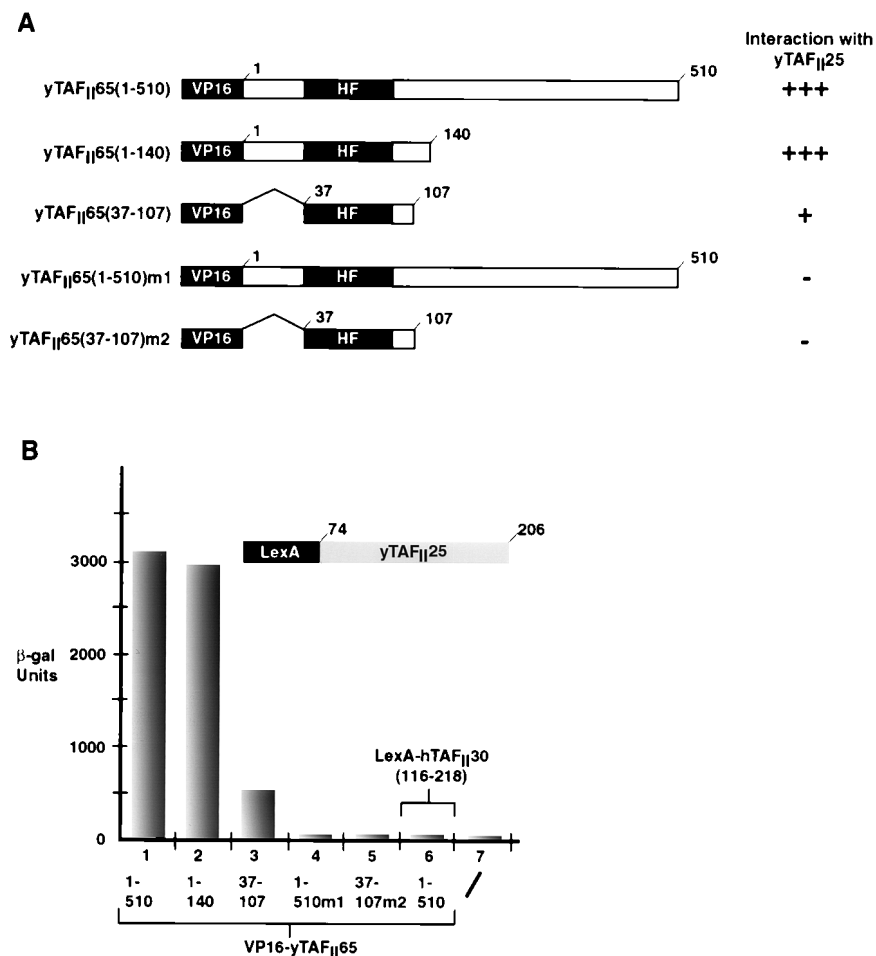 A
Interaction with
yTAFII25
1
510
yTAFII65(1-510)
VP16
HF
+++
1
140
yTAFII65(1-140)
VP16
HF
+++
37
107
yTAFII65(37-107)
VP16
HF
+
1
510
yTAFII65(1-510)m1
VP16
HF
-
37
107
yTAFII65(37-107)m2
VP16
HF
-
B
74
206
LexA
yTAFII25
3000
β-gal
Units
2000
1000
0
LexA-hTAFII30
(116-218)
1 2 3 4 5 6 7
1- 1- 37- 1- 37- 1- /
510 140 107 510m1 107m2 510
VP16-yTAFII65